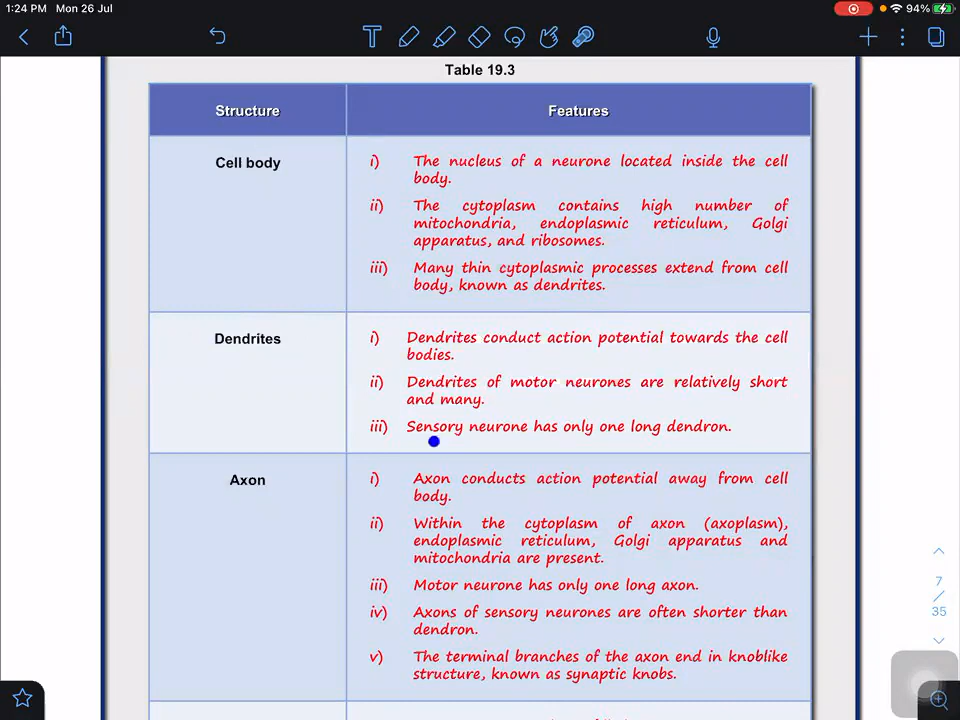 1:24 PM Mon 26 Jul
94%
Table 19.3
Structure
Features
Cell body
i) The nucleus of a neurone located inside the cell
body.
ii) The cytoplasm contains high number of
mitochondria, endoplasmic reticulum, Golgi
apparatus, and ribosomes.
iii) Many thin cytoplasmic processes extend from cell
body, known as dendrites.
Dendrites
i) Dendrites conduct action potential towards the cell
bodies.
ii) Dendrites of motor neurones are relatively short
and many.
iii) Sensory neurone has only one long dendron.
Axon
i) Axon conducts action potential away from cell
body.
ii) Within the cytoplasm of axon (axoplasm),
endoplasmic reticulum, Golgi apparatus and
mitochondria are present.
iii) Motor neurone has only one long axon.
iv) Axons of sensory neurones are often shorter than
dendron.
v) The terminal branches of the axon end in knoblike
structure, known as synaptic knobs.
7
/
35